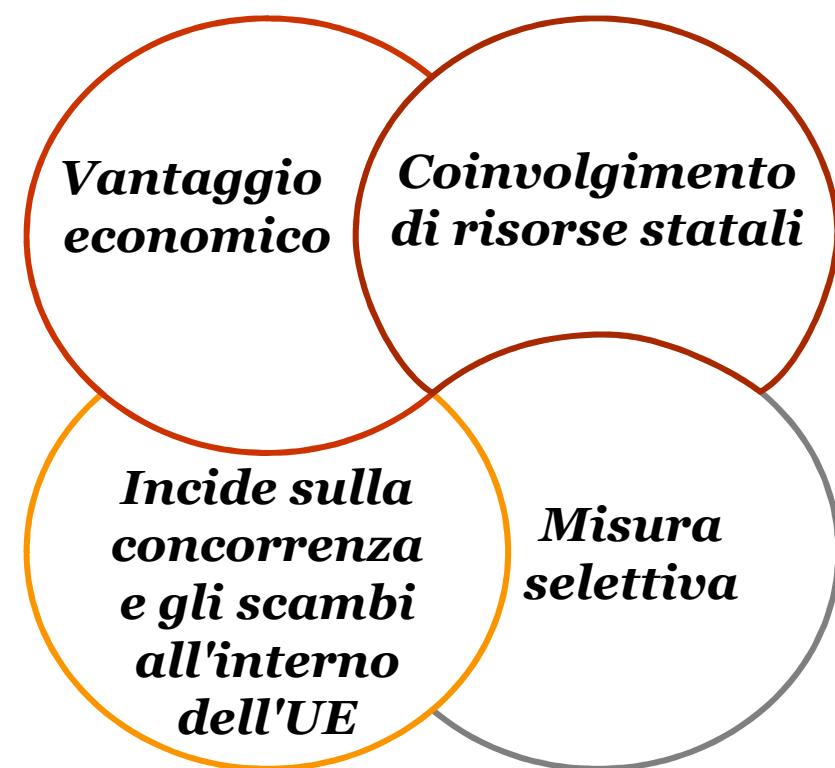 Vantaggio
economico
Coinvolgimento
di risorse statali
Incide sulla
concorrenza
e gli scambi
all'interno
dell'UE
Misura
selettiva